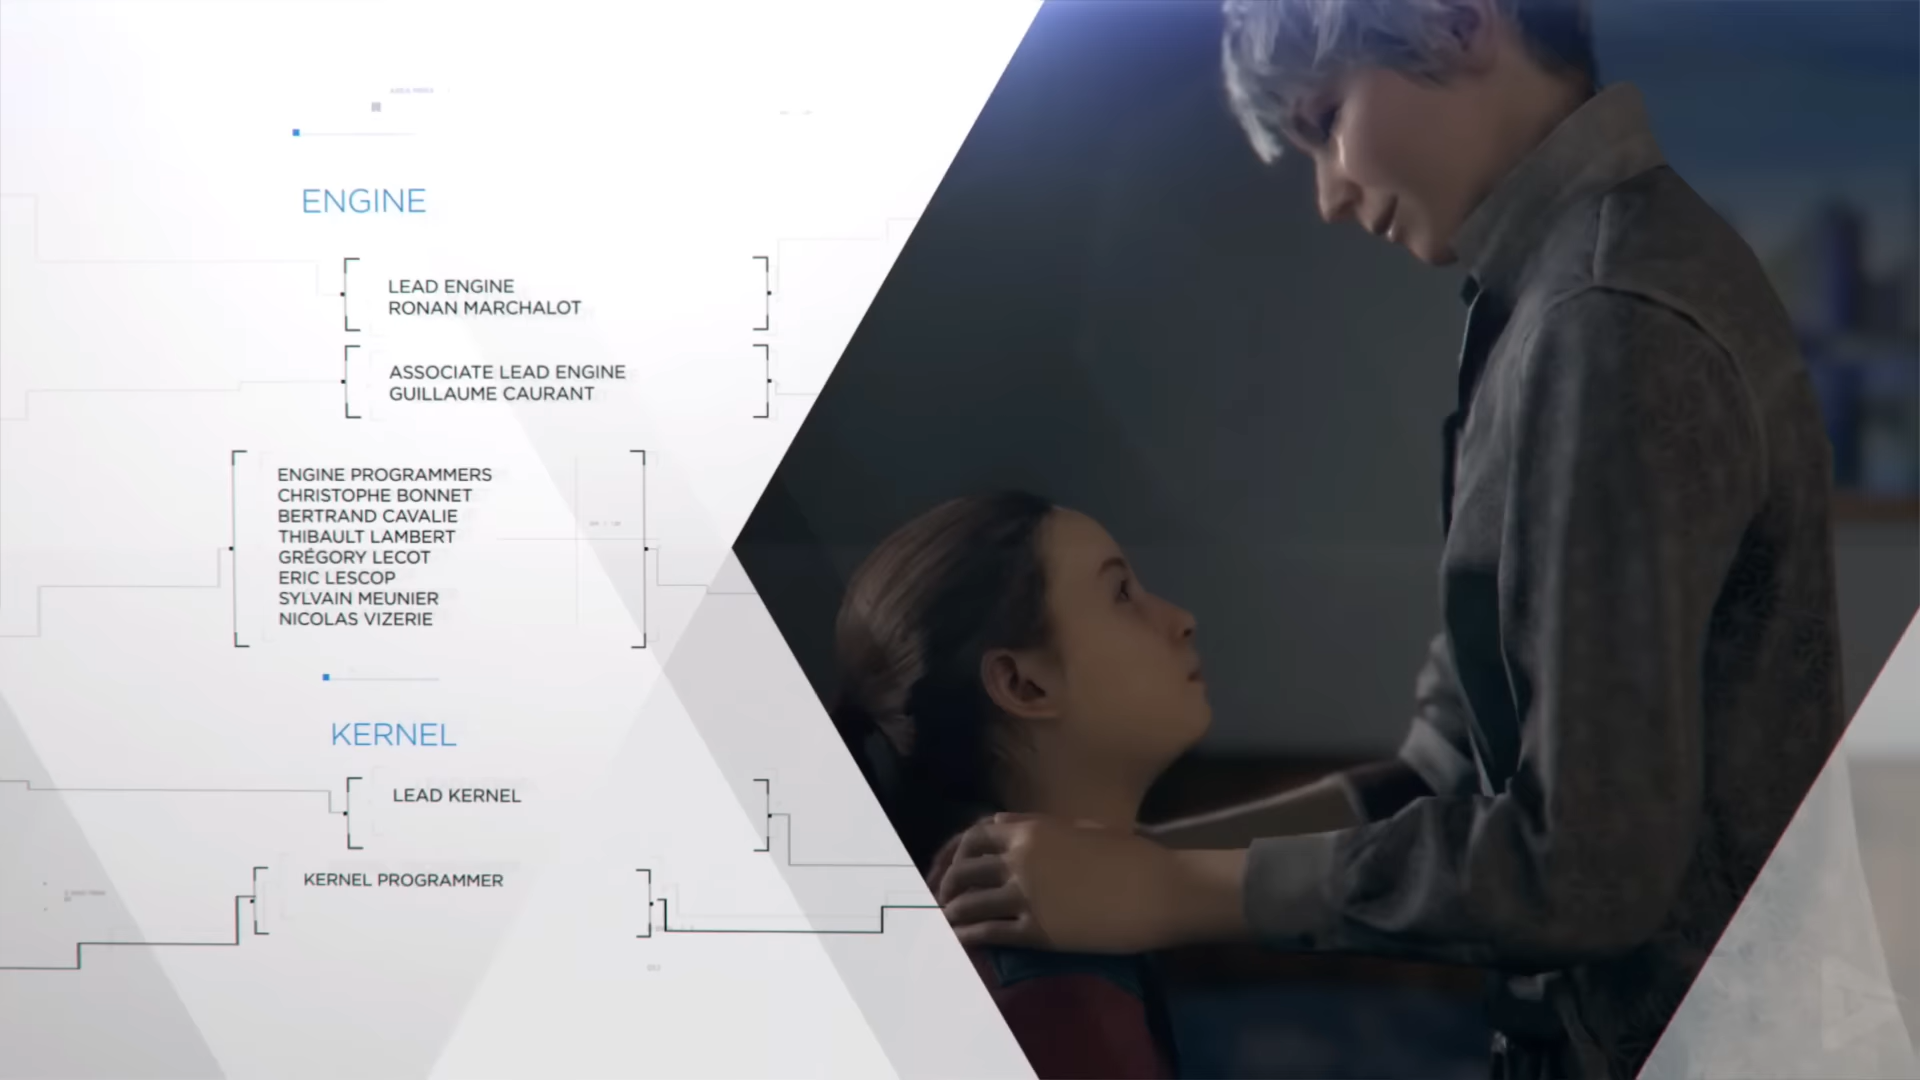 ENGINE
LEAD ENGINE
RONAN MARCHALOT
ASSOCIATE LEAD ENGINE
GUILLAUME CAURANT
ENGINE PROGRAMMERS
CHRISTOPHE BONNET
BERTRAND CAVALIE
THIBAULT LAMBERT
GRÉGORY LECOT
ERIC LESCOP
SYLVAIN MEUNIER
NICOLAS VIZERIE
KERNEL
LEAD KERNEL
KERNEL PROGRAMMER